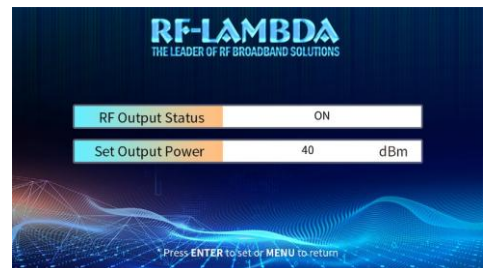 RF-LAMBDA
THE LEADER OF RF BROADBAND SOLUTIONS
RF Output Status ON
Set Output Power 40 dBm
*Press ENTER to set or MENU to return